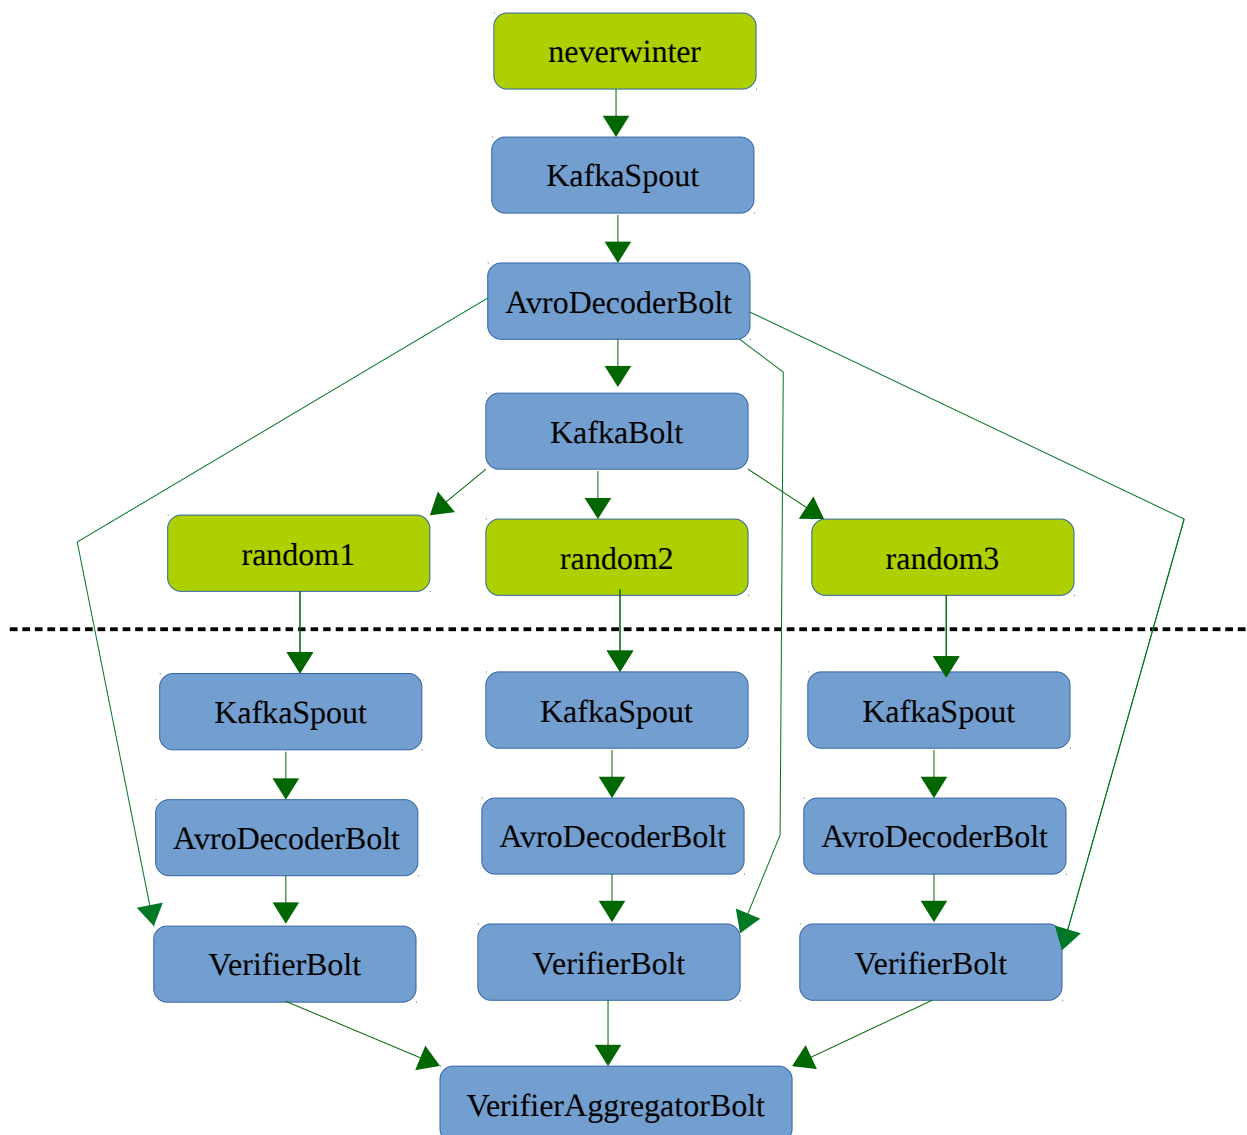 neverwinter
KafkaSpout
AvroDecoderBolt
KafkaBolt
random1
random2
random3
KafkaSpout
KafkaSpout
KafkaSpout
AvroDecoderBolt
AvroDecoderBolt
AvroDecoderBolt
VerifierBolt
VerifierBolt
VerifierBolt
VerifierAggregatorBolt